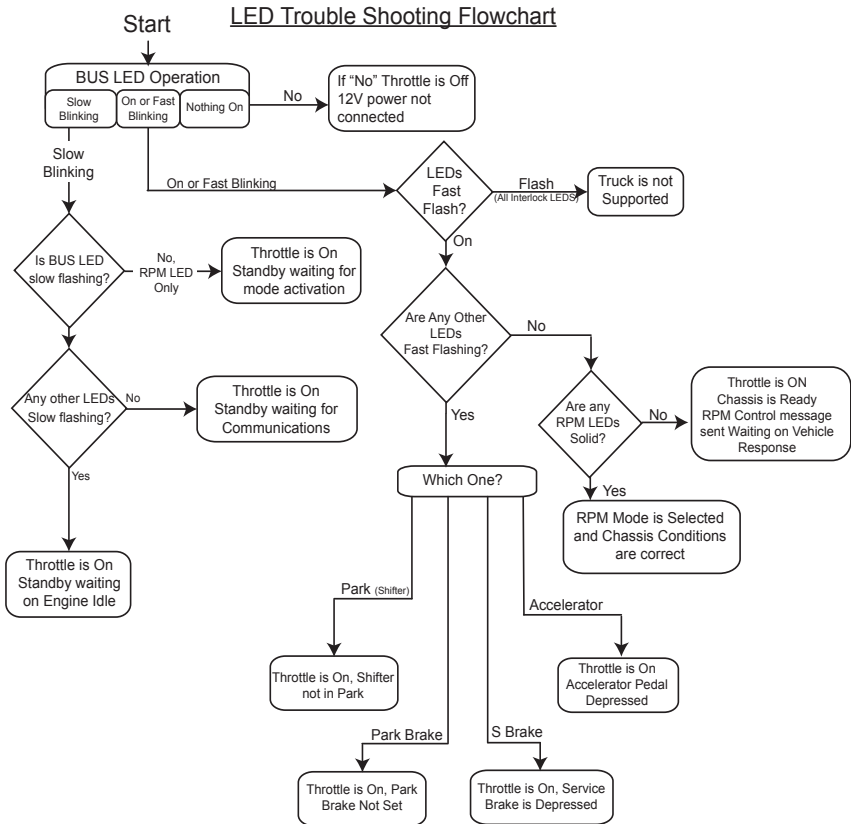 LED Trouble Shooting Flowchart
Start
BUS LED Operation
Slow
Blinking
On or Fast
Blinking
Nothing On
No
If “No” Throttle is Off
12V power not
connected
Slow
Blinking
On or Fast Blinking
LEDs
Fast
Flash?
Flash
(All Interlock LEDS)
Truck is not
Supported
On
Is BUS LED
slow flashing?
No,
RPM LED
Only
Throttle is On
Standby waiting for
mode activation
Are Any Other
LEDs
Fast Flashing?
No
Any other LEDs
Slow flashing?
No
Throttle is On
Standby waiting for
Communications
Yes
Are any
RPM LEDs
Solid?
No
Throttle is ON
Chassis is Ready
RPM Control message
sent Waiting on Vehicle
Response
Yes
Which One?
Yes
RPM Mode is Selected
and Chassis Conditions
are correct
Throttle is On
Standby waiting
on Engine Idle
Park (Shifter)
Accelerator
Throttle is On, Shifter
not in Park
Throttle is On
Accelerator Pedal
Depressed
Park Brake
S Brake
Throttle is On, Park
Brake Not Set
Throttle is On, Service
Brake is Depressed